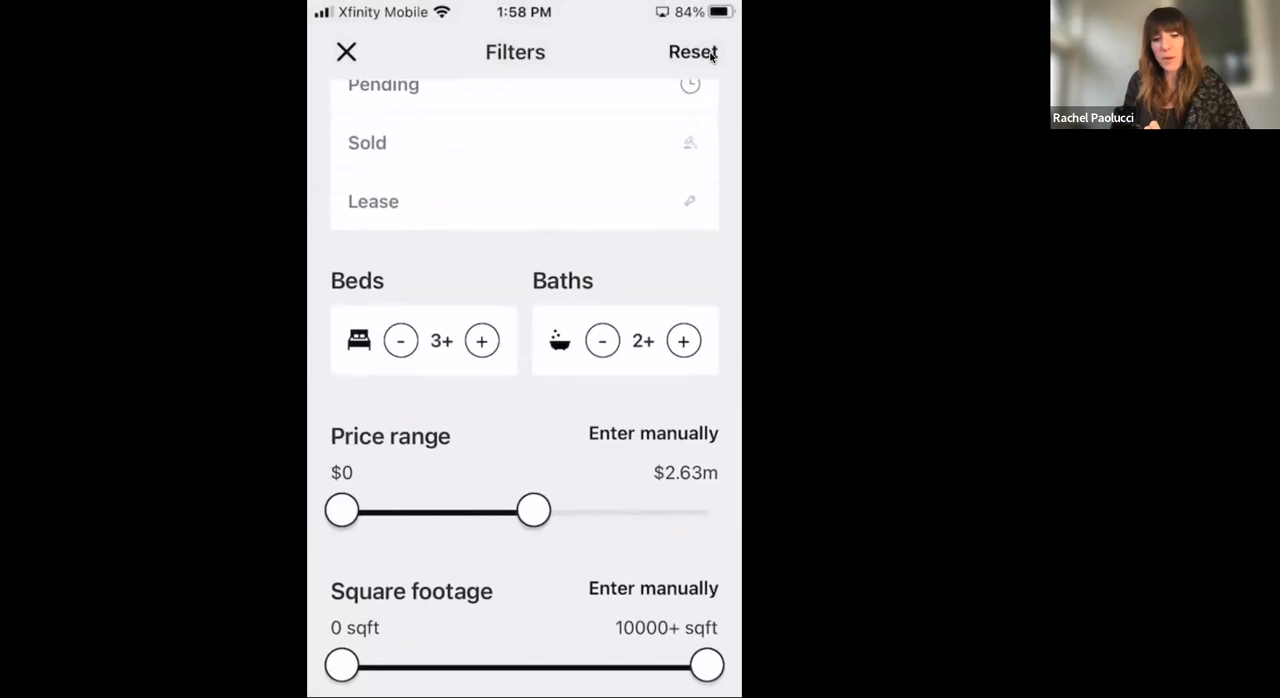 Xfinity Mobile 1:58 PM 84%
Filters Reset
Pending
Sold
Lease
Beds Baths
- 3+ + - 2+ +
Price range Enter manually
$0 $2.63m
Square footage Enter manually
0 sqft 10000+ sqft
Rachel Paolucci